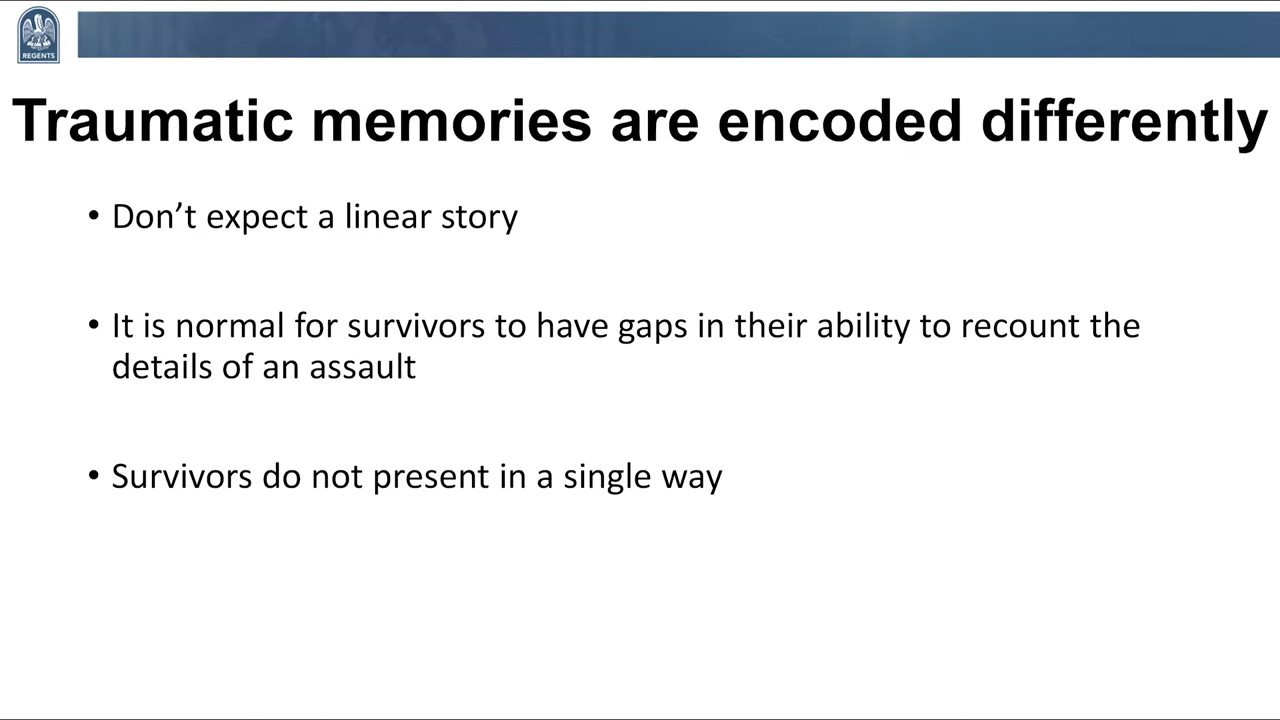 REGENTS
Traumatic memories are encoded differently
• Don’t expect a linear story
• It is normal for survivors to have gaps in their ability to recount the
details of an assault
• Survivors do not present in a single way